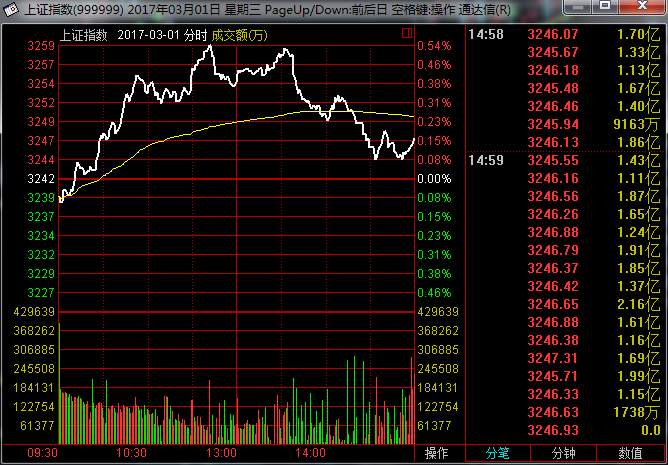 上证指数(999999) 2017年03月01日 星期三 PageUp/Down:前后日 空格键:操作 通达信(R)
上证指数 2017-03-01 分时 成交额(万)
3259 0.54%
3257 0.46%
3254 0.38%
3252 0.31%
3249 0.23%
3247 0.15%
3244 0.08%
3242 0.00%
3239 0.08%
3237 0.15%
3234 0.23%
3232 0.31%
3229 0.38%
3227 0.46%
429639 429639
368262 368262
306885 306885
245508 245508
184131 184131
122754 122754
61377 61377
09:30 10:30 13:00 14:00 操作
14:58 3246.07 1.70亿
3245.67 1.33亿
3246.18 1.13亿
3245.48 1.67亿
3246.46 1.40亿
3245.94 9163万
3246.13 1.86亿
14:59 3245.55 1.43亿
3246.16 1.11亿
3246.56 1.87亿
3246.26 1.65亿
3246.88 1.24亿
3246.79 1.91亿
3246.37 1.85亿
3246.42 1.37亿
3246.65 2.16亿
3246.88 1.61亿
3246.38 1.16亿
3247.31 1.69亿
3245.71 1.99亿
3246.33 1.15亿
3246.63 1738万
3246.93 0.0
分笔 分钟 数值